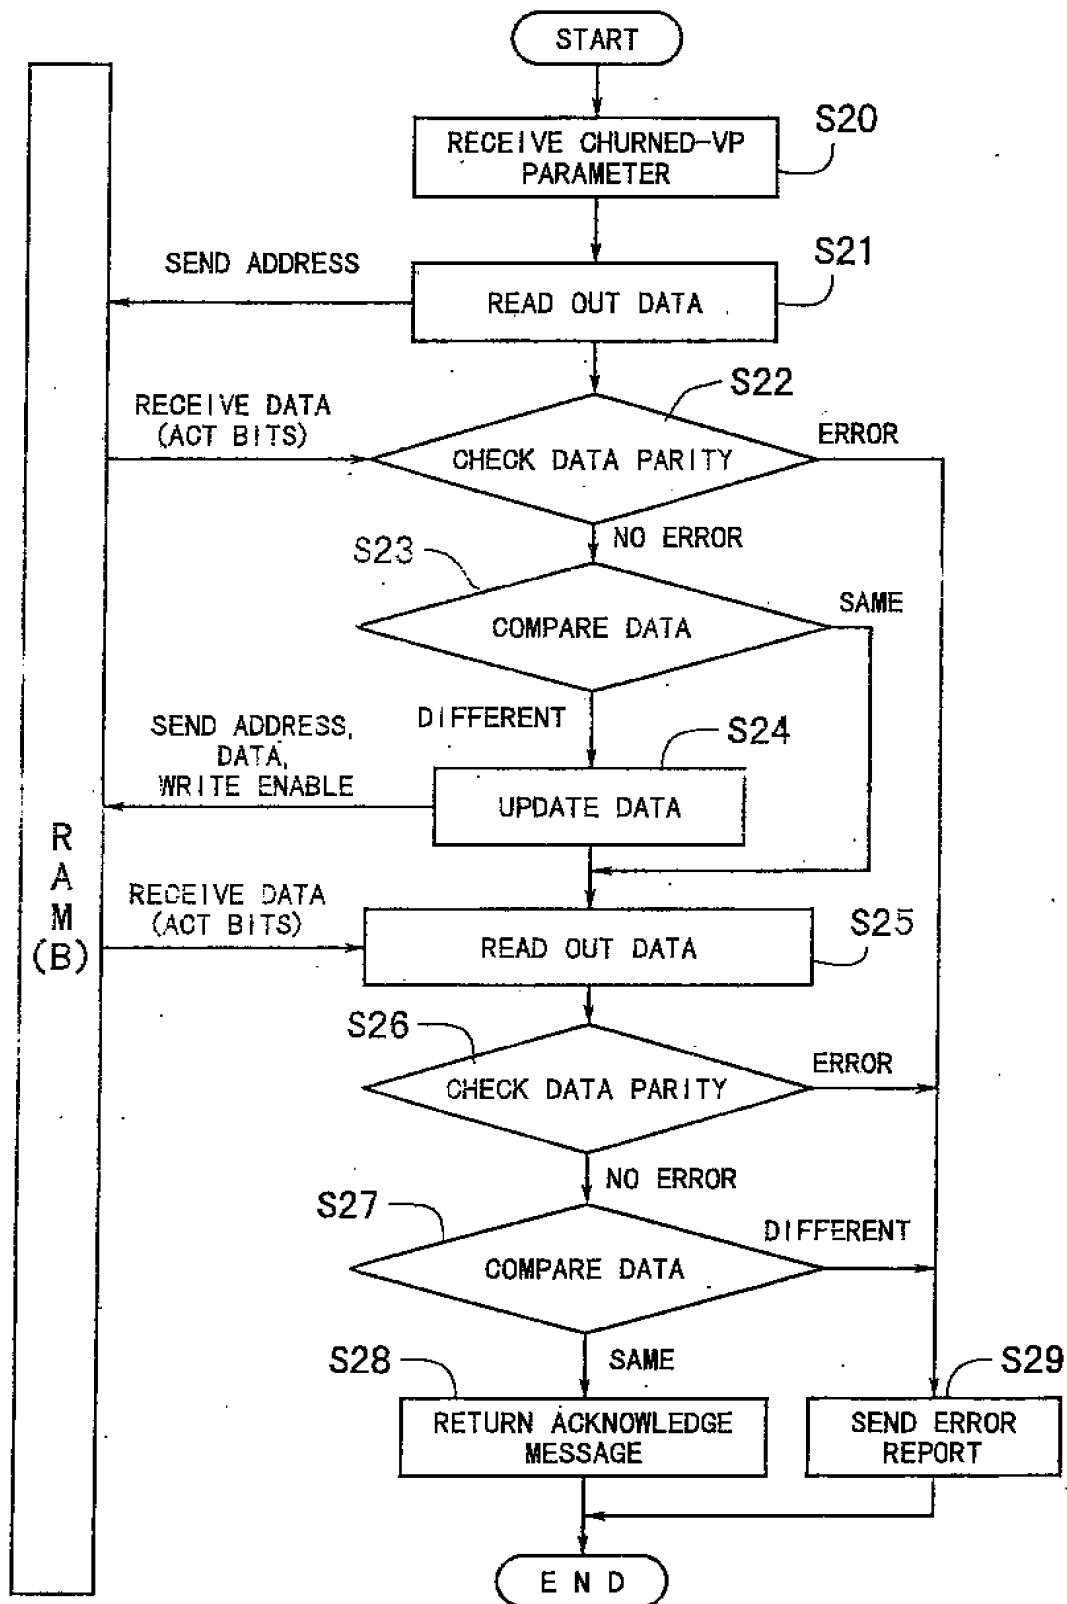 START
S20
RECEIVE CHURNED-VP
PARAMETER
S21
SEND ADDRESS
READ OUT DATA
S22
RECEIVE DATA
(ACT BITS)
ERROR
CHECK DATA PARITY
NO ERROR
S23
SAME
COMPARE DATA
DIFFERENT
S24
SEND ADDRESS,
DATA,
WRITE ENABLE
UPDATE DATA
R
A
M
(B)
RECEIVE DATA
(ACT BITS)
S25
READ OUT DATA
S26
ERROR
CHECK DATA PARITY
NO ERROR
S27
DIFFERENT
COMPARE DATA
SAME
S28
S29
RETURN ACKNOWLEDGE
MESSAGE
SEND ERROR
REPORT
END